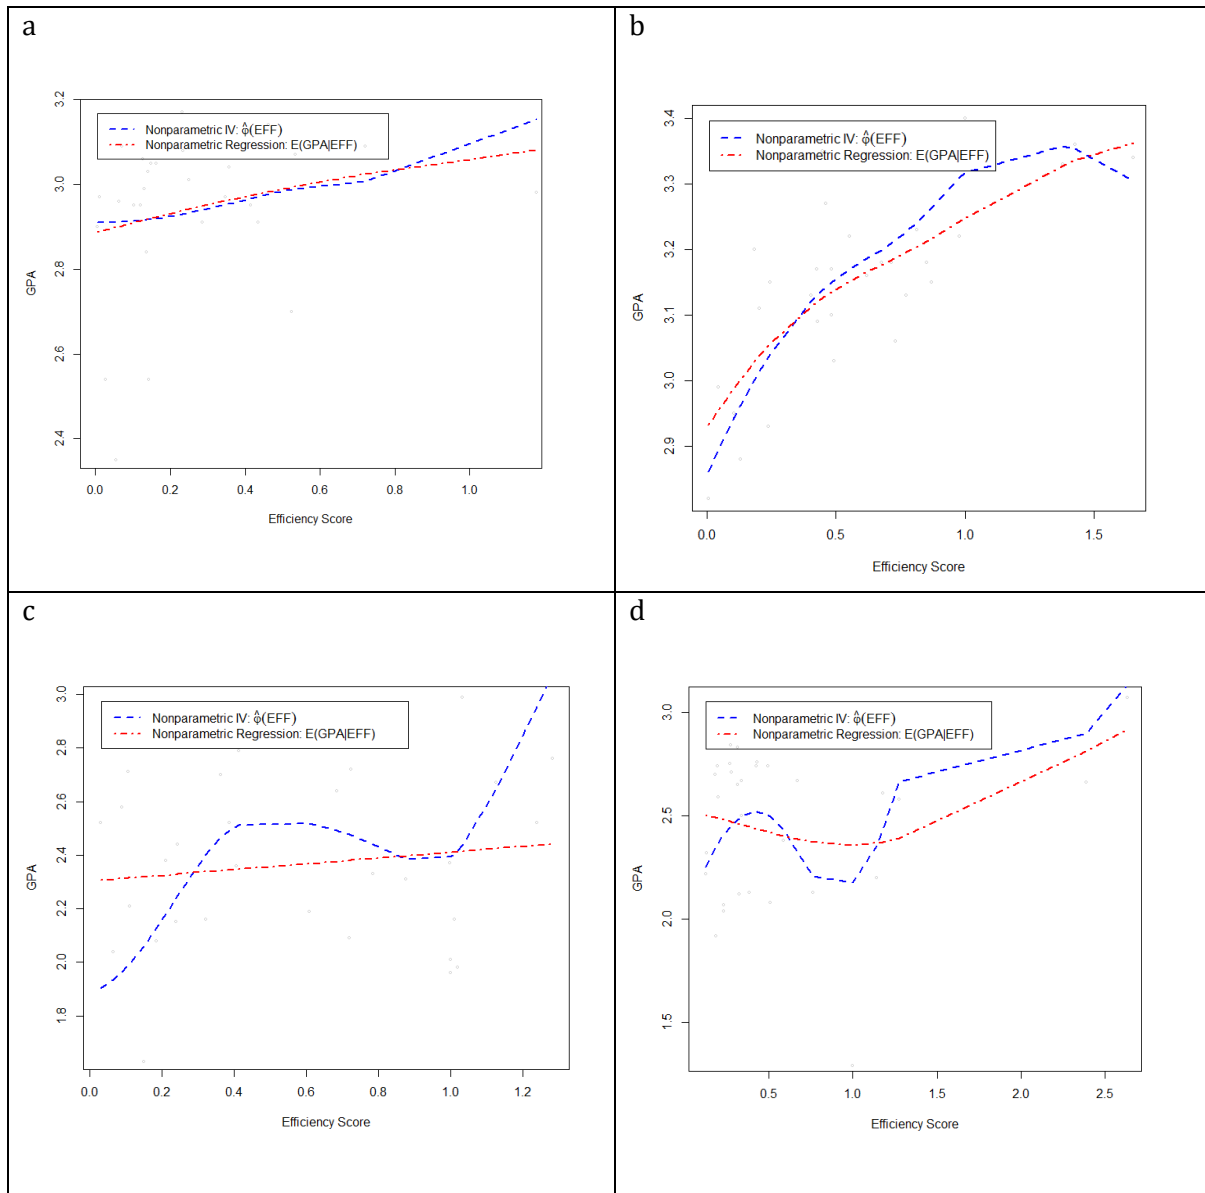 a
3.2
3.0
2.8
2.6
2.4
GPA
Nonparametric IV: φ̂(EFF)
Nonparametric Regression: E(GPA|EFF)
0.0 0.2 0.4 0.6 0.8 1.0
Efficiency Score
b
3.4
3.3
3.2
3.1
3.0
2.9
GPA
Nonparametric IV: φ̂(EFF)
Nonparametric Regression: E(GPA|EFF)
0.0 0.5 1.0 1.5
Efficiency Score
c
3.0
2.8
2.6
2.4
2.2
2.0
1.8
GPA
Nonparametric IV: φ̂(EFF)
Nonparametric Regression: E(GPA|EFF)
0.0 0.2 0.4 0.6 0.8 1.0 1.2
Efficiency Score
d
3.0
2.5
2.0
1.5
GPA
Nonparametric IV: φ̂(EFF)
Nonparametric Regression: E(GPA|EFF)
0.5 1.0 1.5 2.0 2.5
Efficiency Score